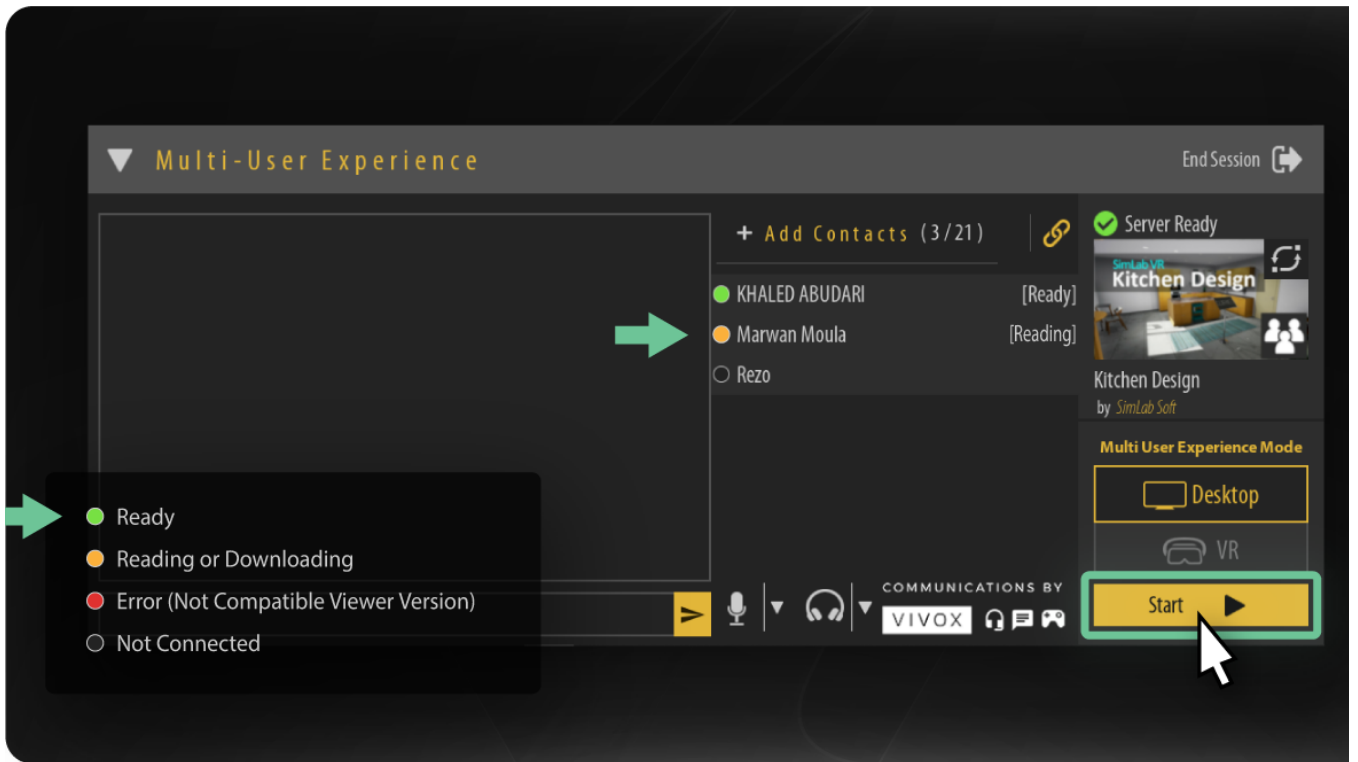 Multi-User Experience
End Session
+ Add Contacts (3/21)
Server Ready
SimLab VR
Kitchen Design
KHALED ABUDARI [Ready]
Marwan Moula [Reading]
Rezo
Kitchen Design
by SimLab Soft
Multi User Experience Mode
Desktop
VR
Start
COMMUNICATIONS BY
VIVOX
Ready
Reading or Downloading
Error (Not Compatible Viewer Version)
Not Connected